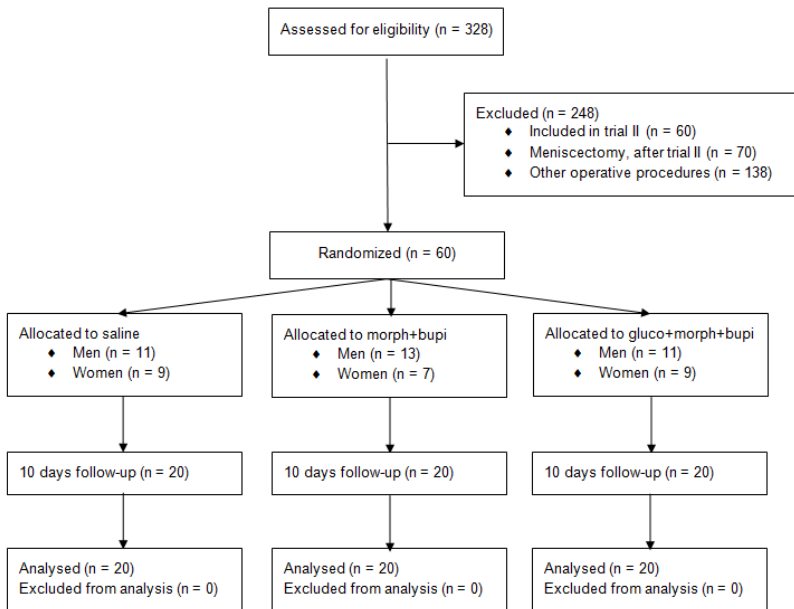 Assessed for eligibility (n = 328)
Excluded (n = 248)
♦ Included in trial II (n = 60)
♦ Meniscectomy, after trial II (n = 70)
♦ Other operative procedures (n = 138)
Randomized (n = 60)
Allocated to saline
♦ Men (n = 11)
♦ Women (n = 9)
Allocated to morph+bupi
♦ Men (n = 13)
♦ Women (n = 7)
Allocated to gluco+morph+bupi
♦ Men (n = 11)
♦ Women (n = 9)
10 days follow-up (n = 20)
10 days follow-up (n = 20)
10 days follow-up (n = 20)
Analysed (n = 20)
Excluded from analysis (n = 0)
Analysed (n = 20)
Excluded from analysis (n = 0)
Analysed (n = 20)
Excluded from analysis (n = 0)